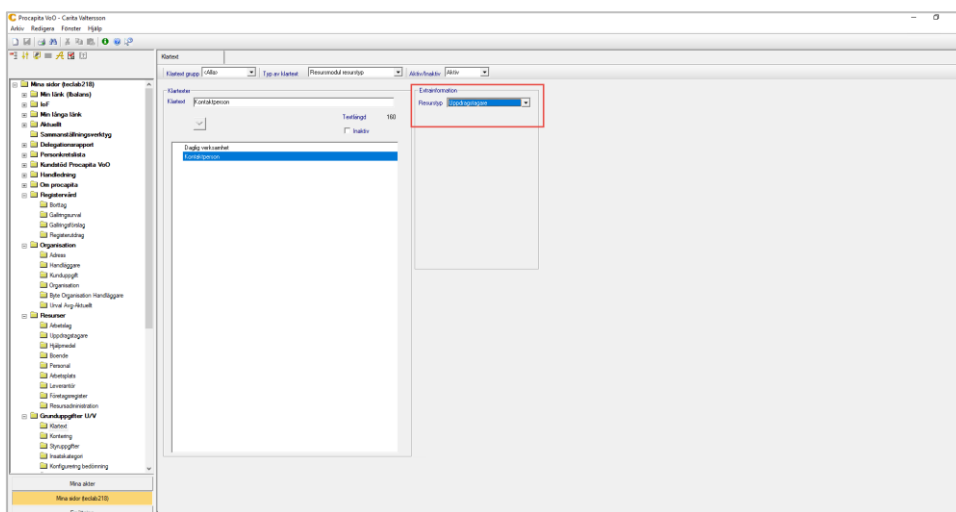 Procapita VoO - Carita Valtersson
Arkiv Redigera Fönster Hjälp
Klartext
Klartext grupp <Alla> Typ av klartext Resursmodul resurstyp Aktiv/Inaktiv Aktiv
Klartexter
Klartext Kontaktperson
Textlängd 160
Inaktiv
Daglig verksamhet
Kontaktperson
Extrainformation
Resurstyp Uppdragstagare
Mina sidor (teclab218)
Min länk (Ibalans)
IoF
Min långa länk
Aktuellt
Sammanställningsverktyg
Delegationsrapport
Personkretslista
Kundstöd Procapita VoO
Handledning
Om procapita
Registervård
Borttag
Gallringsurval
Gallringsförslag
Registerutdrag
Organisation
Adress
Handläggare
Kunduppgift
Organisation
Byte Organisation Handläggare
Urval Avg-Aktuellt
Resurser
Arbetslag
Uppdragstagare
Hjälpmedel
Boende
Personal
Arbetsplats
Leverantör
Företagsregister
Resursadministration
Grunduppgifter U/V
Klartext
Kontering
Styruppgifter
Insatskategori
Konfigurering bedömning
Mina akter
Mina sidor (teclab218)